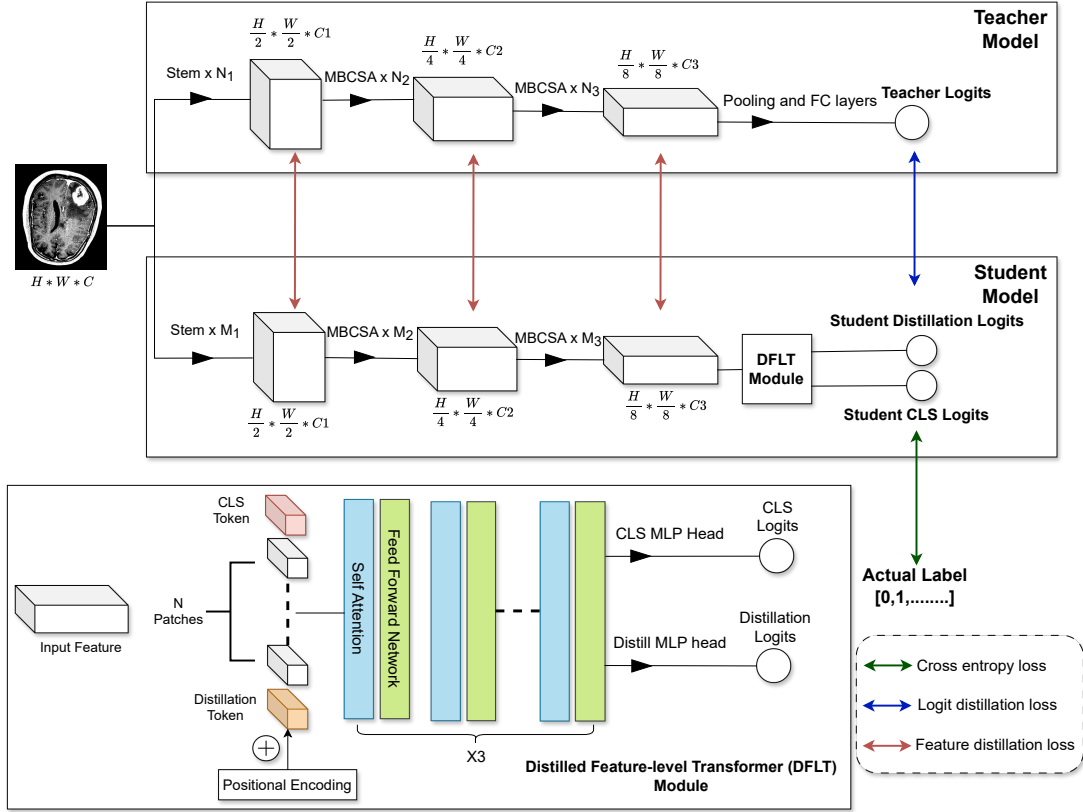 Teacher
Model
H/2 * W/2 * C1
H/4 * W/4 * C2
H/8 * W/8 * C3
Stem x N1
MBCSA x N2
MBCSA x N3
Pooling and FC layers
Teacher Logits
H * W * C
Student
Model
Stem x M1
MBCSA x M2
MBCSA x M3
DFLT
Module
Student Distillation Logits
Student CLS Logits
H/2 * W/2 * C1
H/4 * W/4 * C2
H/8 * W/8 * C3
CLS
Token
N
Patches
Input Feature
Distillation
Token
Positional Encoding
Self Attention
Feed Forward Network
X3
CLS MLP Head
CLS
Logits
Distill MLP head
Distillation
Logits
Distilled Feature-level Transformer (DFLT)
Module
Actual Label
[0,1,........]
Cross entropy loss
Logit distillation loss
Feature distillation loss